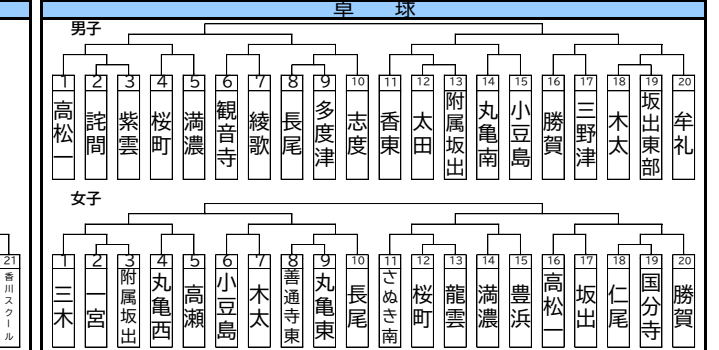 卓 球
男子
1 2 3 4 5 6 7 8 9 10 11 12 13 14 15 16 17 18 19 20
高松一 詫間 紫雲 桜町 満濃 観音寺 綾歌 長尾 多度津 志度 香東 太田 附属坂出 丸亀南 小豆島 勝賀 三野津 木太 坂出東部 牟礼
女子
1 2 3 4 5 6 7 8 9 10 11 12 13 14 15 16 17 18 19 20
三木 一宮 附属坂出 丸亀西 高瀬 小豆島 木太 善通寺東 丸亀東 長尾 さぬき南 桜町 龍雲 満濃 豊浜 高松一 坂出 仁尾 国分寺 勝賀
21
香川スクール